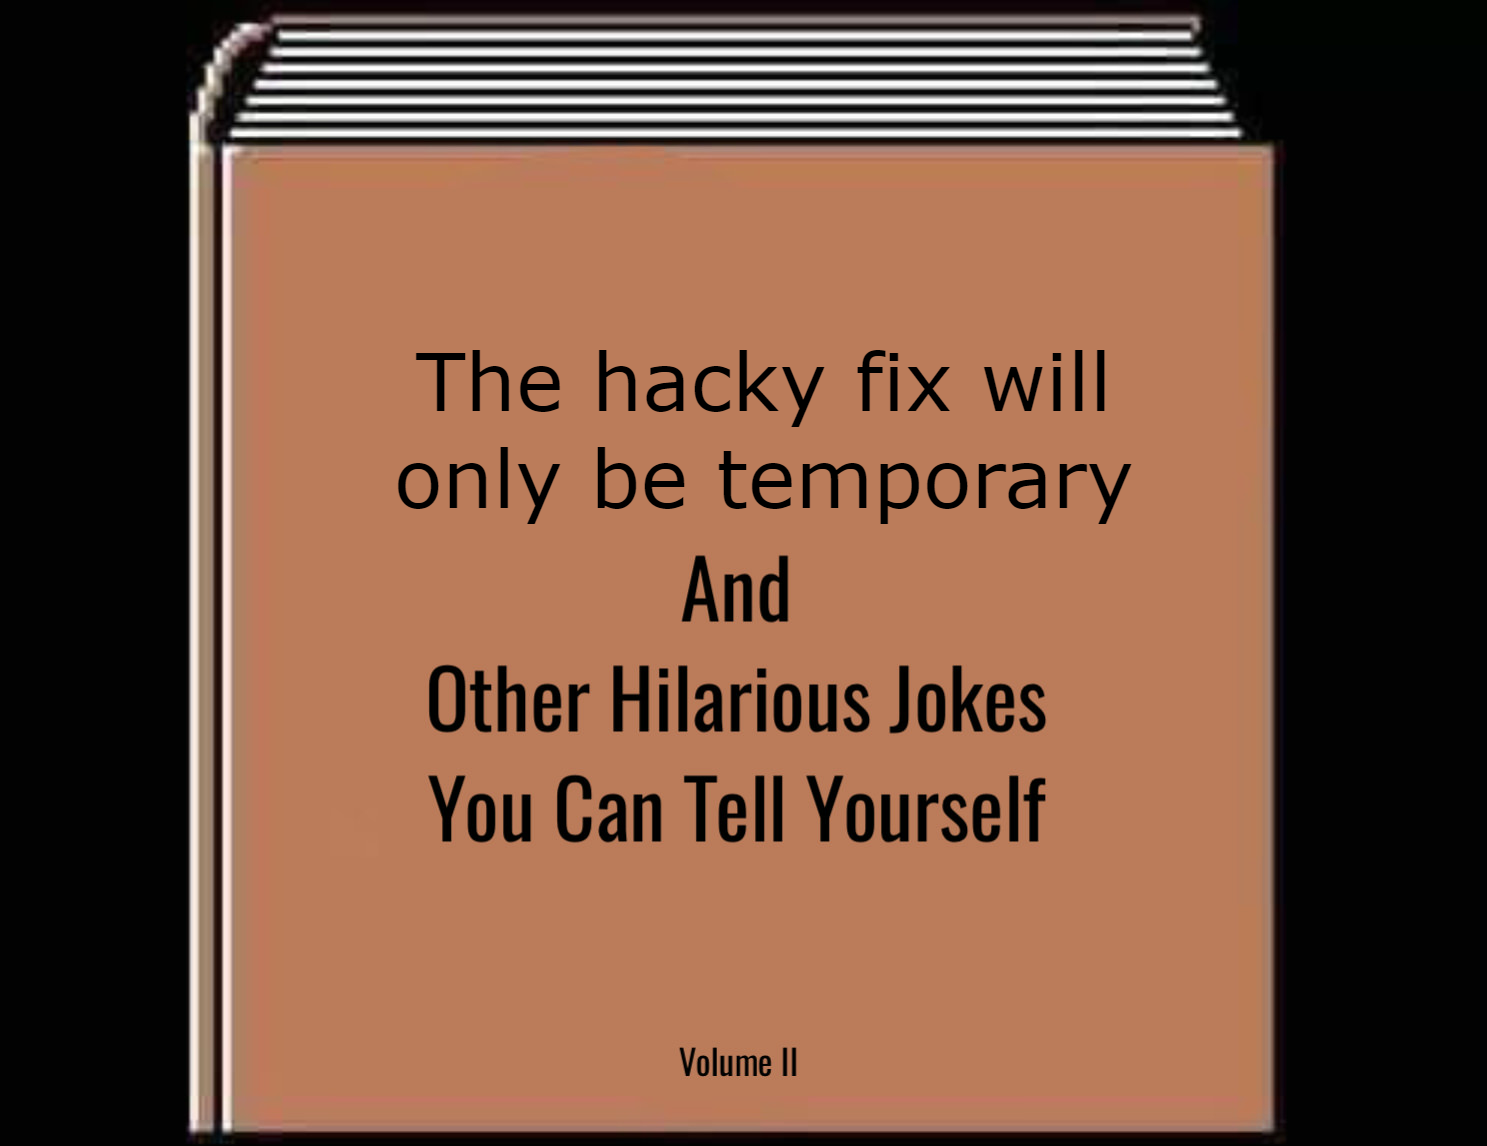 The hacky fix will
only be temporary
And
Other Hilarious Jokes
You Can Tell Yourself
Volume II